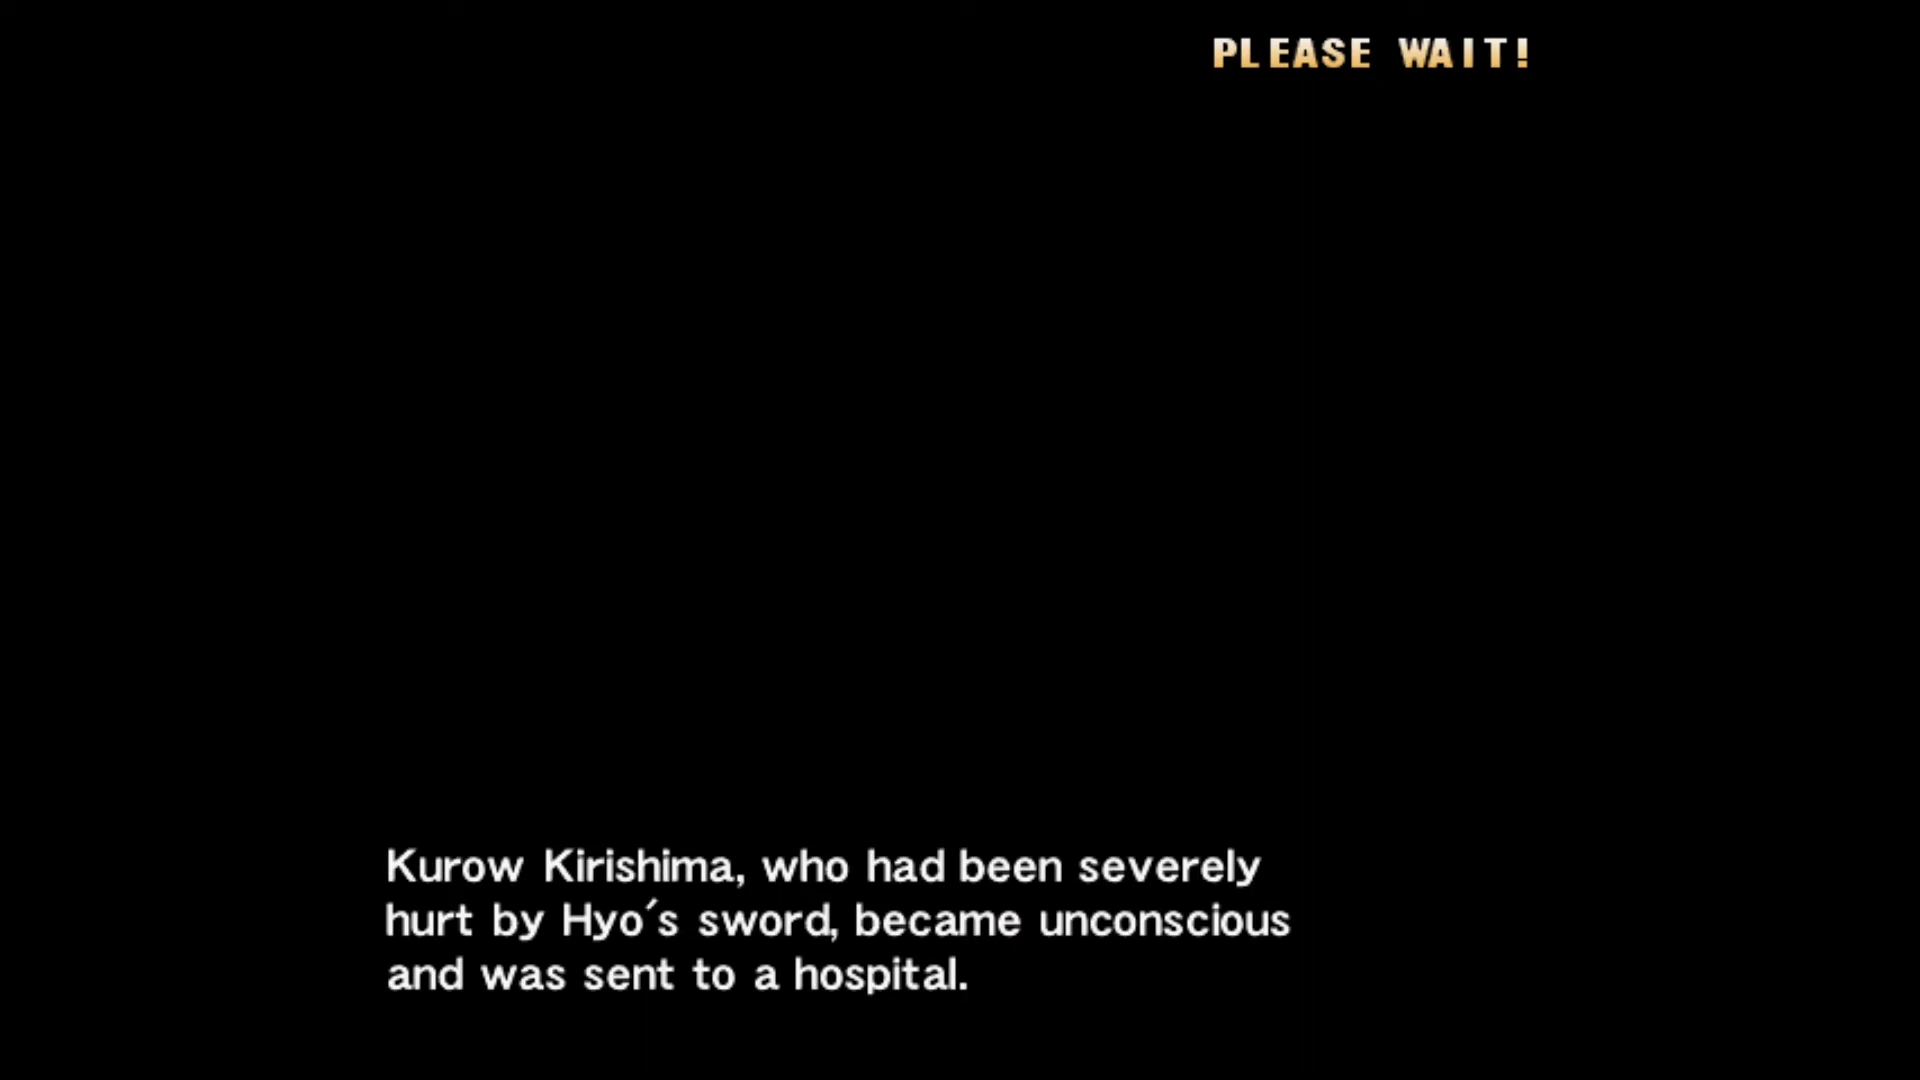 PLEASE WAIT!
Kurow Kirishima, who had been severely
hurt by Hyo´s sword, became unconscious
and was sent to a hospital.